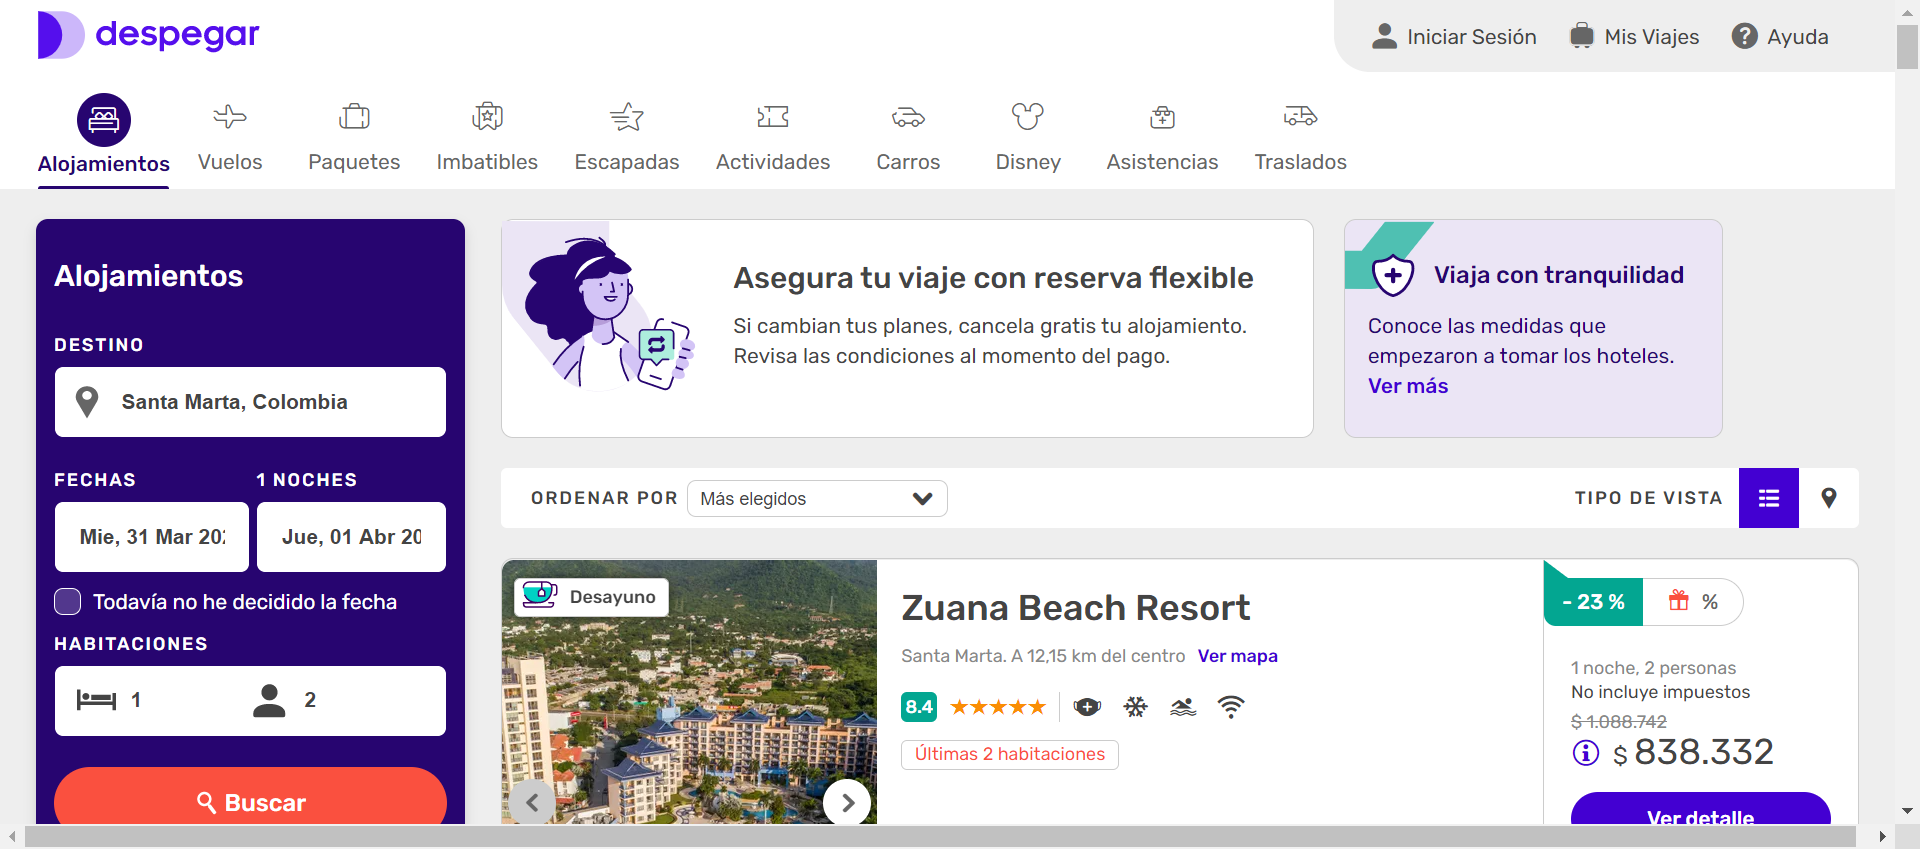 despegar
Iniciar Sesión
Mis Viajes
Ayuda
Alojamientos
Vuelos
Paquetes
Imbatibles
Escapadas
Actividades
Carros
Disney
Asistencias
Traslados
Alojamientos
DESTINO
Santa Marta, Colombia
FECHAS
1 NOCHES
Mie, 31 Mar 202
Jue, 01 Abr 20
Todavía no he decidido la fecha
HABITACIONES
1
2
Buscar
Asegura tu viaje con reserva flexible
Si cambian tus planes, cancela gratis tu alojamiento.
Revisa las condiciones al momento del pago.
Viaja con tranquilidad
Conoce las medidas que
empezaron a tomar los hoteles.
Ver más
ORDENAR POR
Más elegidos
TIPO DE VISTA
Desayuno
Zuana Beach Resort
Santa Marta. A 12,15 km del centro Ver mapa
8.4
Últimas 2 habitaciones
- 23 %
%
1 noche, 2 personas
No incluye impuestos
$ 1.088.742
$ 838.332
Ver detalle